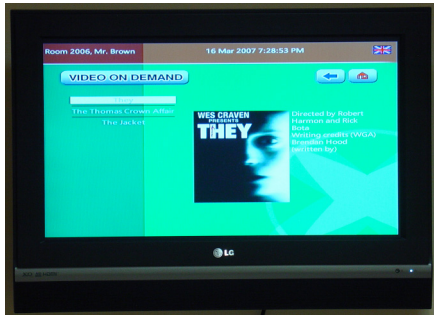 Room 2006, Mr. Brown
16 Mar 2007 7:28:53 PM
VIDEO ON DEMAND
They
The Thomas Crown Affair
The Jacket
WES CRAVEN
PRESENTS
THEY
Directed by Robert
Harmon and Rick
Bota
Writing credits (WGA)
Brendan Hood
(written by)
LG